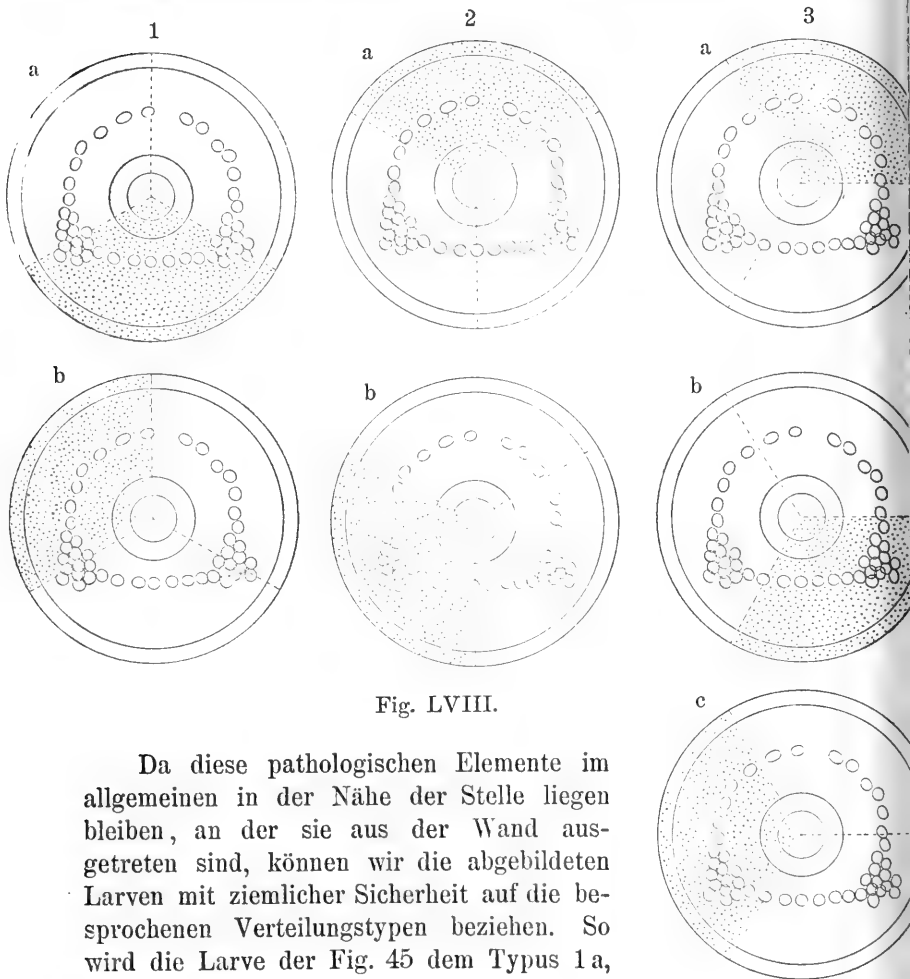 1
2
3
a
a
a
b
b
b
Fig. LVIII.
c
Da diese pathologischen Elemente im
allgemeinen in der Nähe der Stelle liegen
bleiben, an der sie aus der Wand aus-
getreten sind, können wir die abgebildeten
Larven mit ziemlicher Sicherheit auf die be-
sprochenen Verteilungstypen beziehen. So
wird die Larve der Fig. 45 dem Typus 1a,